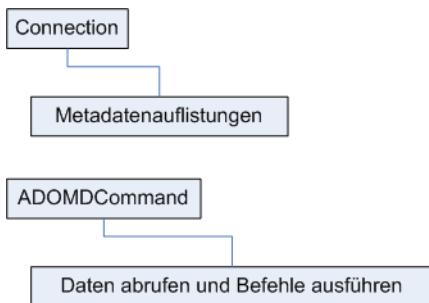 Connection
Metadatenauflistungen
ADOMDCommand
Daten abrufen und Befehle ausführen